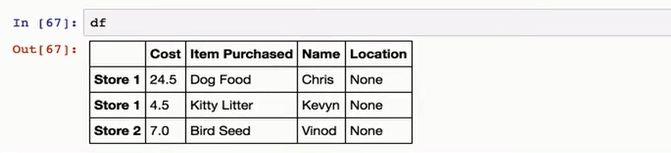 In [67]: df
Out[67]:
Cost Item Purchased Name Location
Store 1 24.5 Dog Food Chris None
Store 1 4.5 Kitty Litter Kevyn None
Store 2 7.0 Bird Seed Vinod None